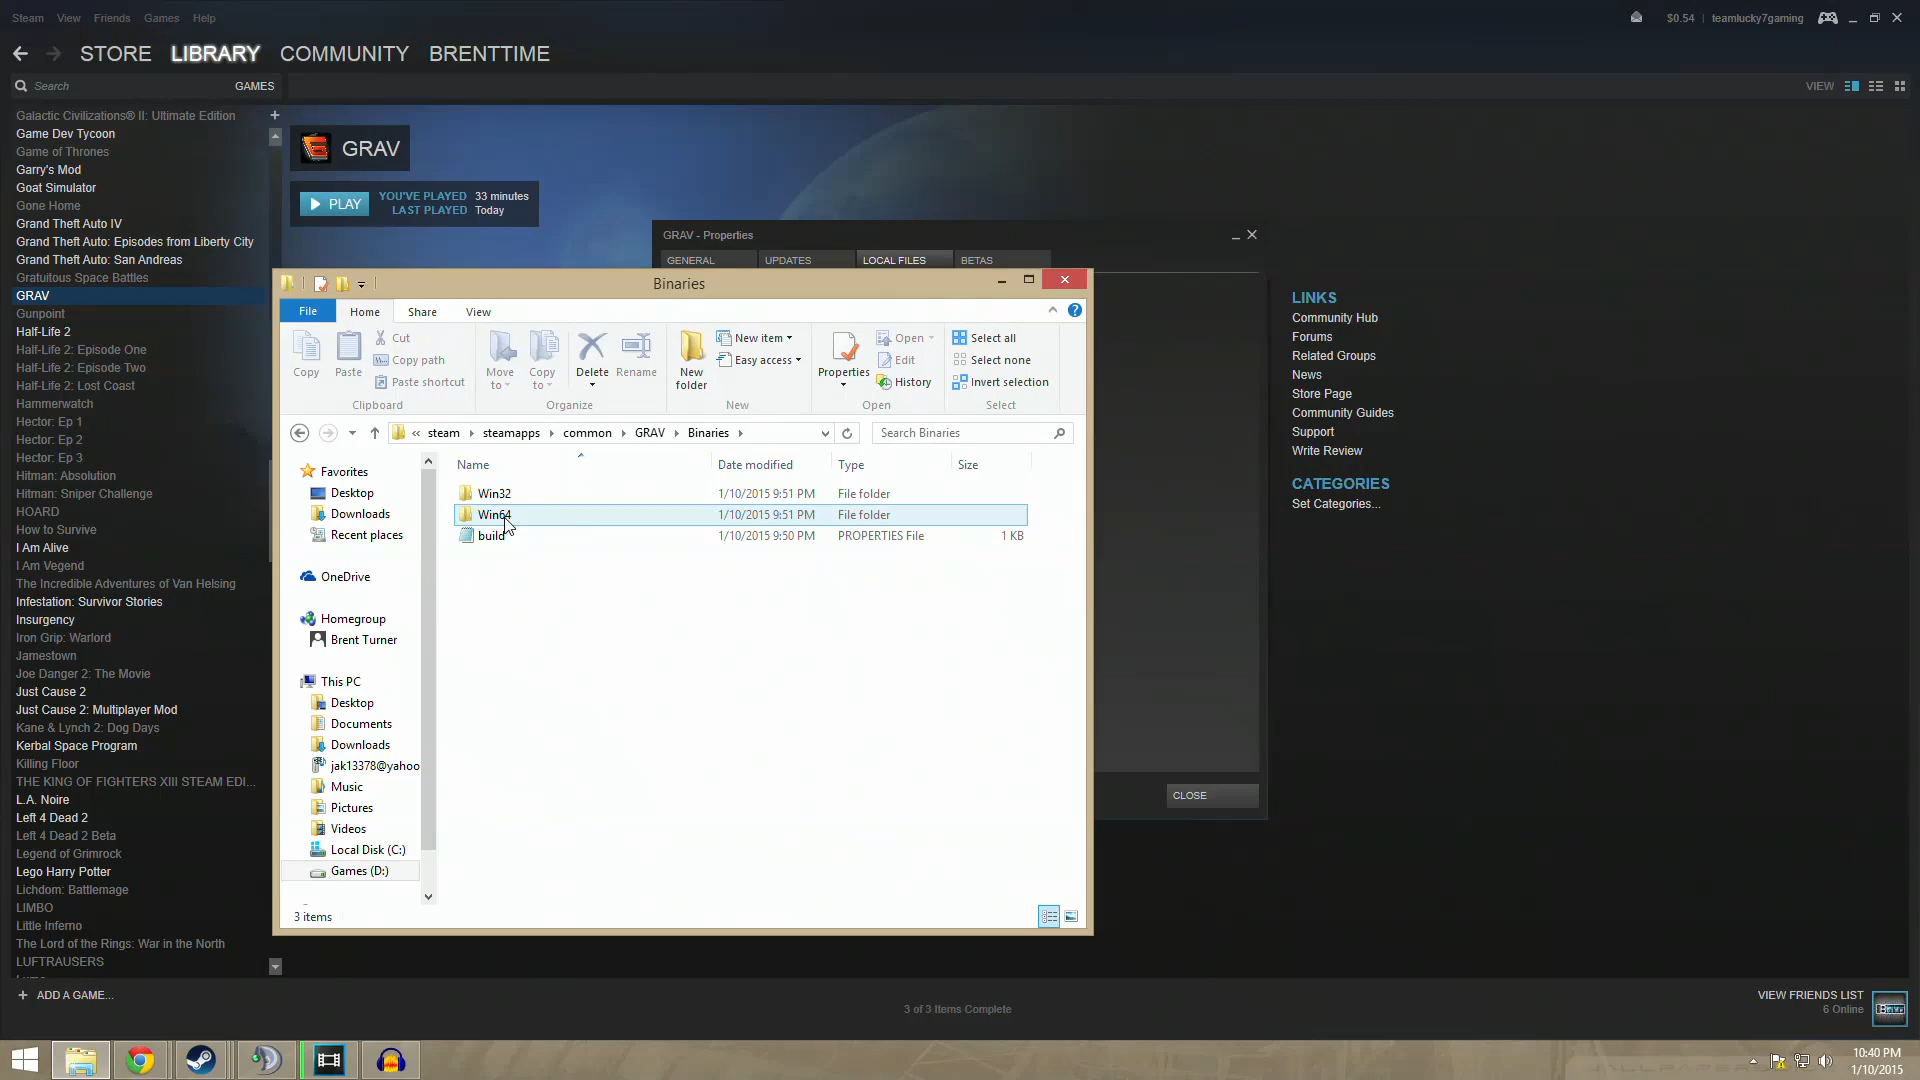 Steam View Friends Games Help
$0.54 teamlucky7gaming
STORE LIBRARY COMMUNITY BRENTTIME
Search GAMES
VIEW
Galactic Civilizations® II: Ultimate Edition
Game Dev Tycoon
Game of Thrones
Garry's Mod
Goat Simulator
Gone Home
Grand Theft Auto IV
Grand Theft Auto: Episodes from Liberty City
Grand Theft Auto: San Andreas
Gratuitous Space Battles
GRAV
Gunpoint
Half-Life 2
Half-Life 2: Episode One
Half-Life 2: Episode Two
Half-Life 2: Lost Coast
Hammerwatch
Hector: Ep 1
Hector: Ep 2
Hector: Ep 3
Hitman: Absolution
Hitman: Sniper Challenge
HOARD
How to Survive
I Am Alive
I Am Vegend
The Incredible Adventures of Van Helsing
Infestation: Survivor Stories
Insurgency
Iron Grip: Warlord
Jamestown
Joe Danger 2: The Movie
Just Cause 2
Just Cause 2: Multiplayer Mod
Kane & Lynch 2: Dog Days
Kerbal Space Program
Killing Floor
THE KING OF FIGHTERS XIII STEAM EDI...
L.A. Noire
Left 4 Dead 2
Left 4 Dead 2 Beta
Legend of Grimrock
Lego Harry Potter
Lichdom: Battlemage
LIMBO
Little Inferno
The Lord of the Rings: War in the North
LUFTRAUSERS
+ ADD A GAME...
GRAV
PLAY
YOU'VE PLAYED 33 minutes
LAST PLAYED Today
GRAV - Properties
GENERAL UPDATES LOCAL FILES BETAS
CLOSE
Binaries
File Home Share View
Copy
Paste
Cut
Copy path
Paste shortcut
Clipboard
Move to
Copy to
Delete
Rename
Organize
New folder
New item
Easy access
New
Properties
Open
Edit
History
Open
Select all
Select none
Invert selection
Select
« steam steamapps common GRAV Binaries
Search Binaries
Name Date modified Type Size
Win32 1/10/2015 9:51 PM File folder
Win64 1/10/2015 9:51 PM File folder
build 1/10/2015 9:50 PM PROPERTIES File 1 KB
Favorites
Desktop
Downloads
Recent places
OneDrive
Homegroup
Brent Turner
This PC
Desktop
Documents
Downloads
jak13378@yahoo
Music
Pictures
Videos
Local Disk (C:)
Games (D:)
3 items
LINKS
Community Hub
Forums
Related Groups
News
Store Page
Community Guides
Support
Write Review
CATEGORIES
Set Categories...
3 of 3 Items Complete
VIEW FRIENDS LIST
6 Online
10:40 PM
1/10/2015